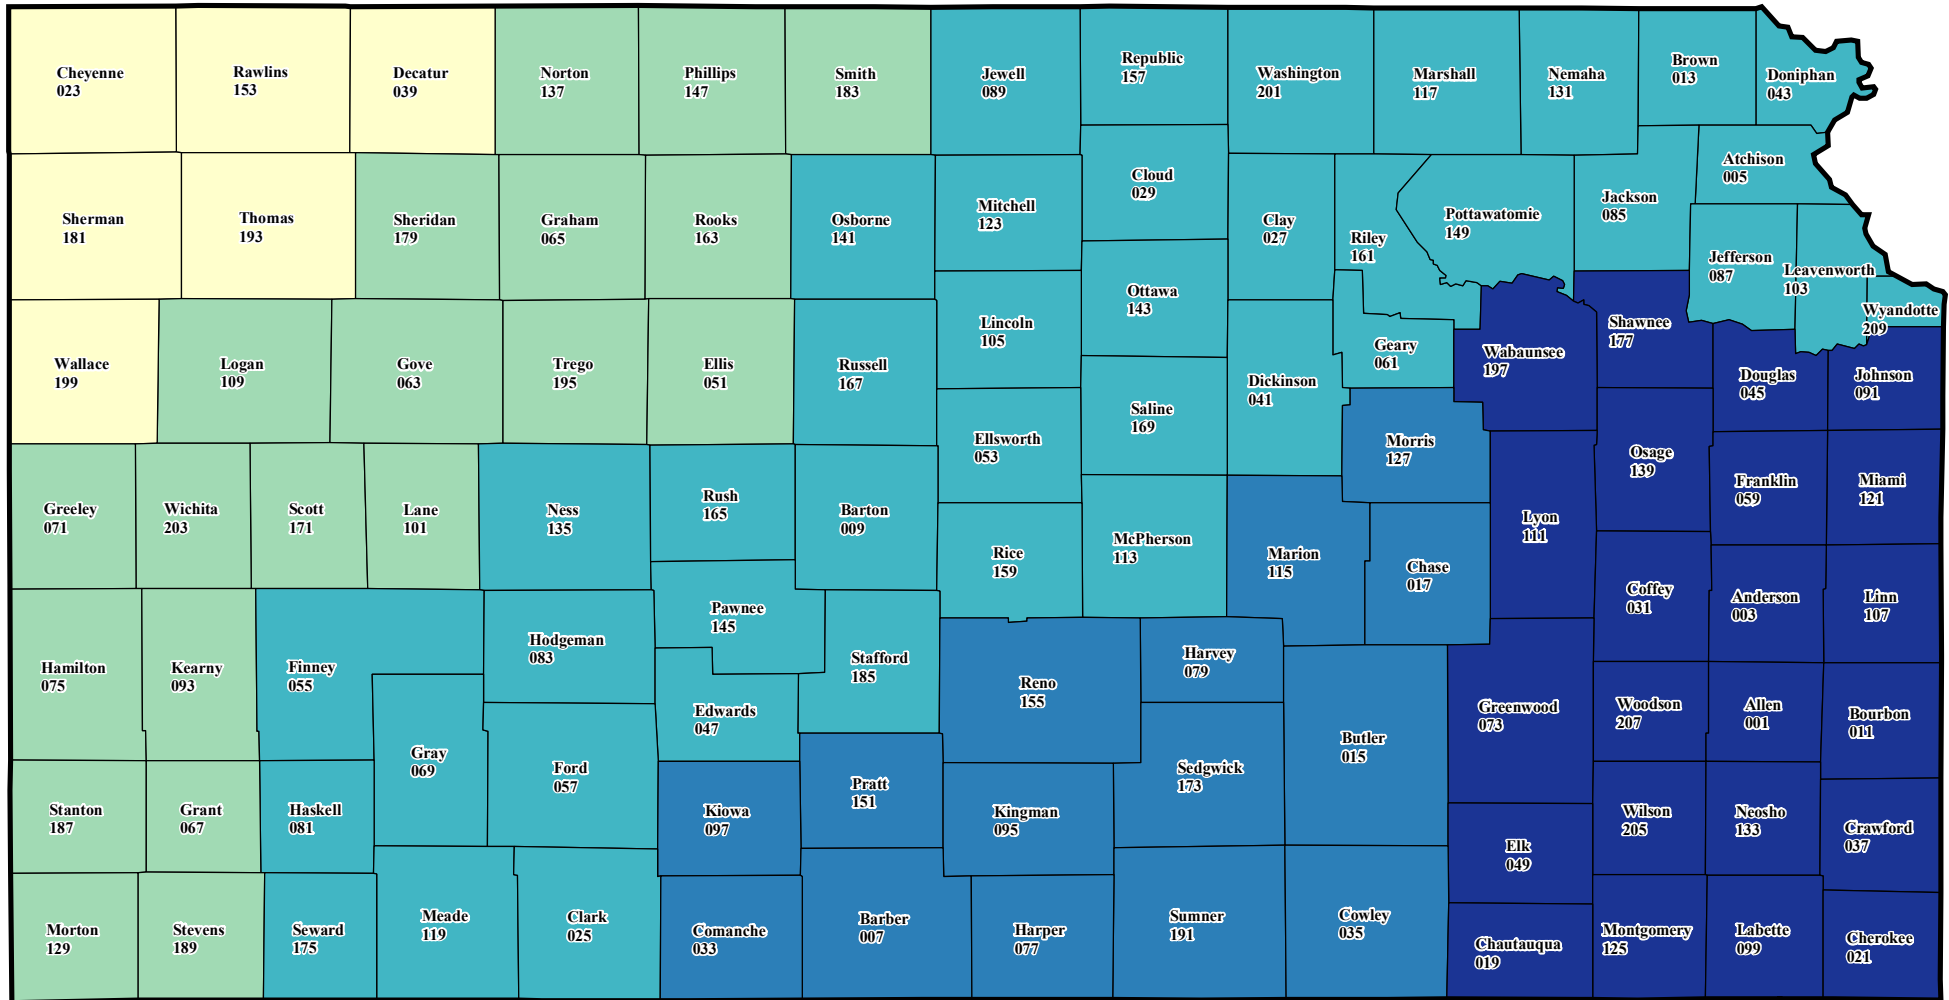 Cheyenne
023
Rawlins
153
Decatur
039
Norton
137
Phillips
147
Smith
183
Jewell
089
Republic
157
Washington
201
Marshall
117
Nemaha
131
Brown
013
Doniphan
043
Sherman
181
Thomas
193
Sheridan
179
Graham
065
Rooks
163
Osborne
141
Mitchell
123
Cloud
029
Clay
027
Riley
161
Pottawatomie
149
Jackson
085
Atchison
005
Jefferson
087
Leavenworth
103
Wyandotte
209
Wallace
199
Logan
109
Gove
063
Trego
195
Ellis
051
Russell
167
Lincoln
105
Ottawa
143
Dickinson
041
Geary
061
Wabaunsee
197
Shawnee
177
Douglas
045
Johnson
091
Greeley
071
Wichita
203
Scott
171
Lane
101
Ness
135
Rush
165
Barton
009
Ellsworth
053
Saline
169
Morris
127
Lyon
111
Osage
139
Franklin
059
Miami
121
Rice
159
McPherson
113
Marion
115
Chase
017
Coffey
031
Anderson
003
Linn
107
Hamilton
075
Kearny
093
Finney
055
Hodgeman
083
Pawnee
145
Stafford
185
Edwards
047
Reno
155
Harvey
079
Butler
015
Greenwood
073
Woodson
207
Allen
001
Bourbon
011
Gray
069
Ford
057
Stanton
187
Grant
067
Haskell
081
Kiowa
097
Pratt
151
Kingman
095
Sedgwick
173
Elk
049
Wilson
205
Neosho
133
Crawford
037
Morton
129
Stevens
189
Seward
175
Meade
119
Clark
025
Comanche
033
Barber
007
Harper
077
Sumner
191
Cowley
035
Chautauqua
019
Montgomery
125
Labette
099
Cherokee
021